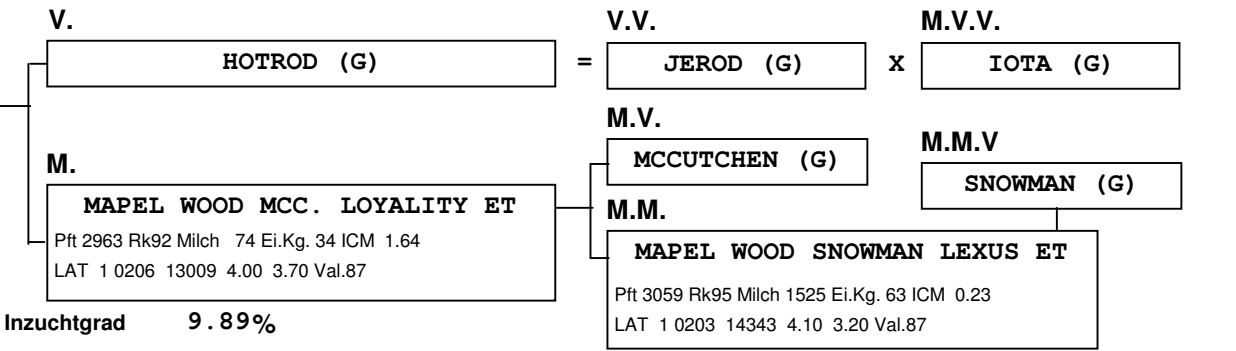 V.
HOTROD (G)
=
V.V.
JEROD (G)
X
M.V.V.
IOTA (G)
M.V.
MCCUTCHEN (G)
M.M.V
SNOWMAN (G)
M.
MAPEL WOOD MCC. LOYALITY ET
Pft 2963 Rk92 Milch 74 Ei.Kg. 34 ICM 1.64
LAT 1 0206 13009 4.00 3.70 Val.87
M.M.
MAPEL WOOD SNOWMAN LEXUS ET
Pft 3059 Rk95 Milch 1525 Ei.Kg. 63 ICM 0.23
LAT 1 0203 14343 4.10 3.20 Val.87
Inzuchtgrad 9.89%